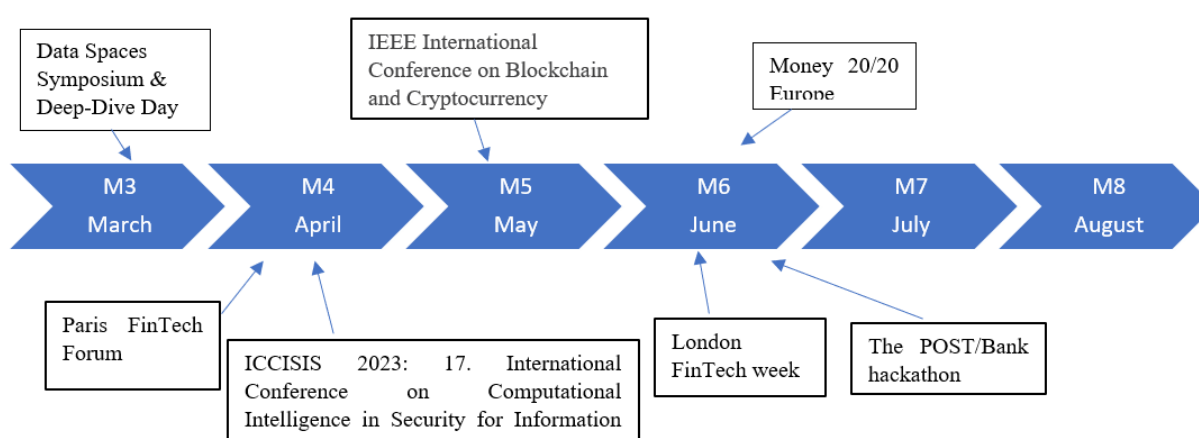 Data Spaces
Symposium &
Deep-Dive Day
IEEE International
Conference on Blockchain
and Cryptocurrency
Money 20/20
Europe
M3
March
M4
April
M5
May
M6
June
M7
July
M8
August
Paris FinTech
Forum
ICCISIS 2023: 17. International
Conference on Computational
Intelligence in Security for Information
London
FinTech week
The POST/Bank
hackathon